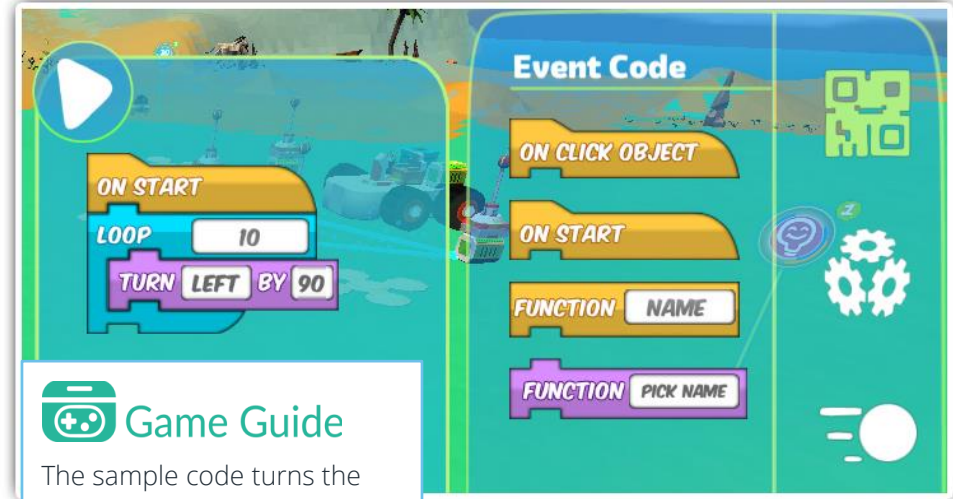 ON START
LOOP 10
TURN LEFT BY 90
Event Code
ON CLICK OBJECT
ON START
FUNCTION NAME
FUNCTION PICK NAME
Game Guide
The sample code turns the